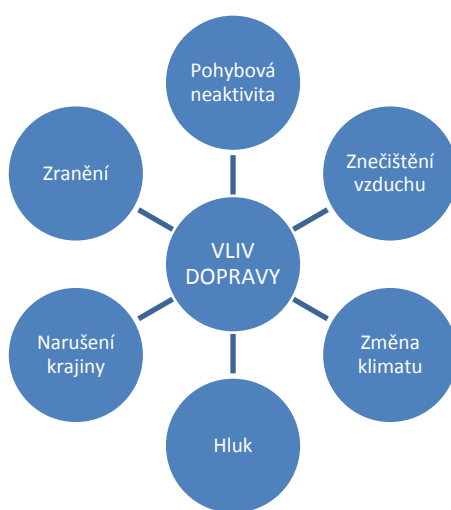 Pohybová
neaktivita
Znečištění
vzduchu
Zranění
VLIV
DOPRAVY
Narušení
krajiny
Změna
klimatu
Hluk